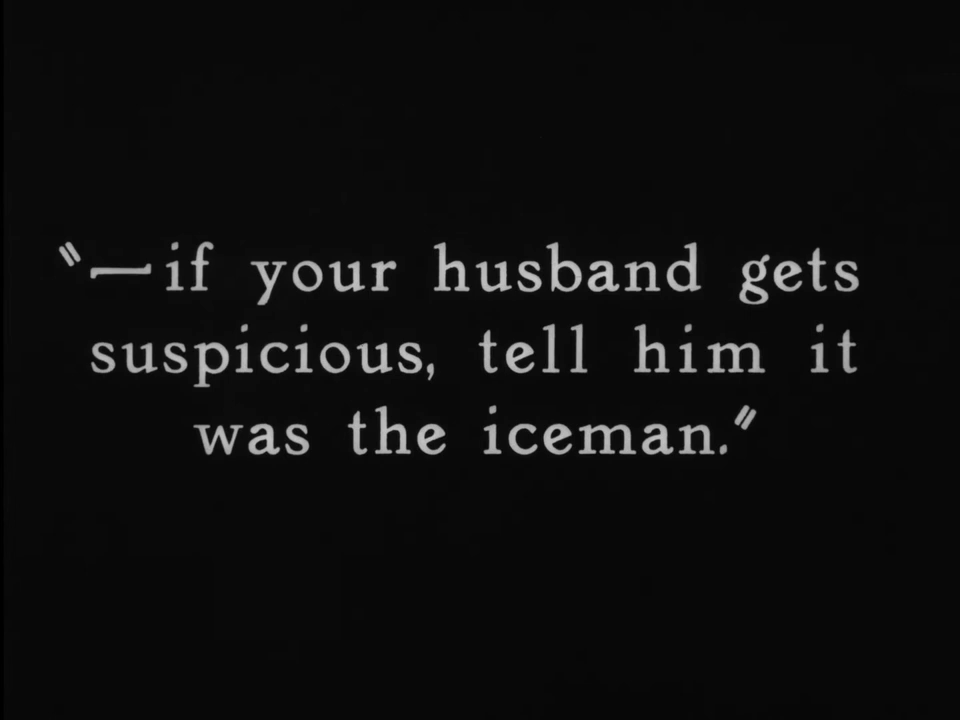 "—if your husband gets
suspicious, tell him it
was the iceman."